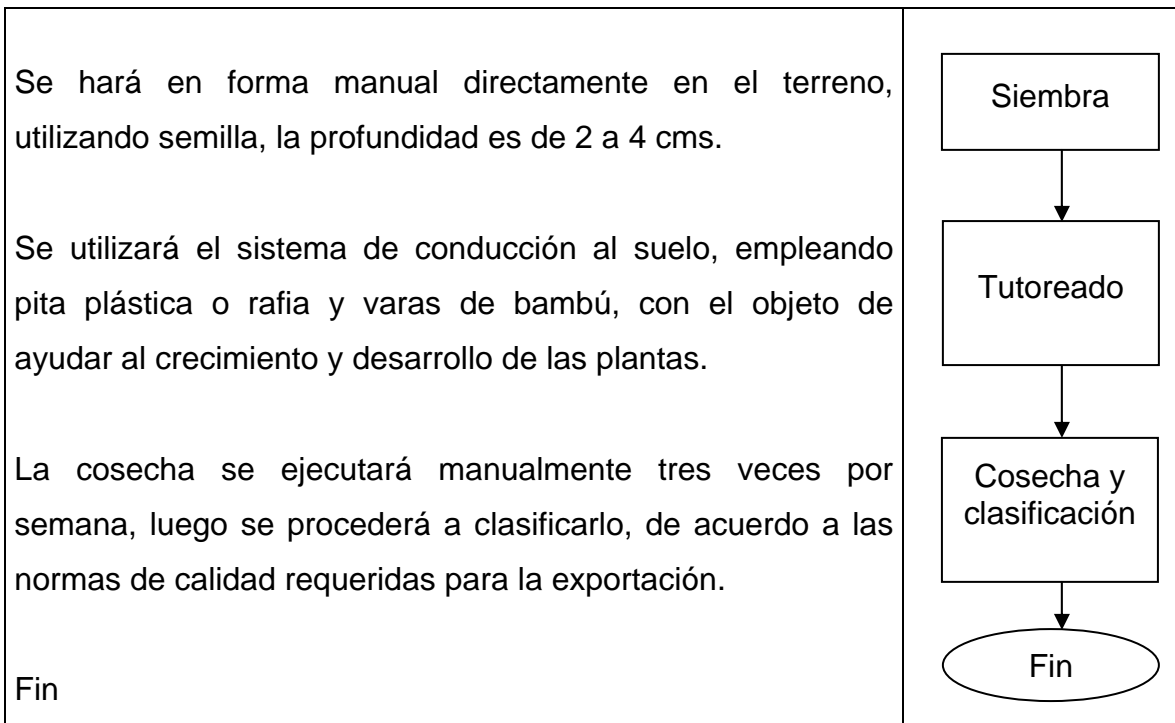 Se hará en forma manual directamente en el terreno,
utilizando semilla, la profundidad es de 2 a 4 cms.
Siembra
Se utilizará el sistema de conducción al suelo, empleando
pita plástica o rafia y varas de bambú, con el objeto de
ayudar al crecimiento y desarrollo de las plantas.
Tutoreado
La cosecha se ejecutará manualmente tres veces por
semana, luego se procederá a clasificarlo, de acuerdo a las
normas de calidad requeridas para la exportación.
Cosecha y
clasificación
Fin
Fin